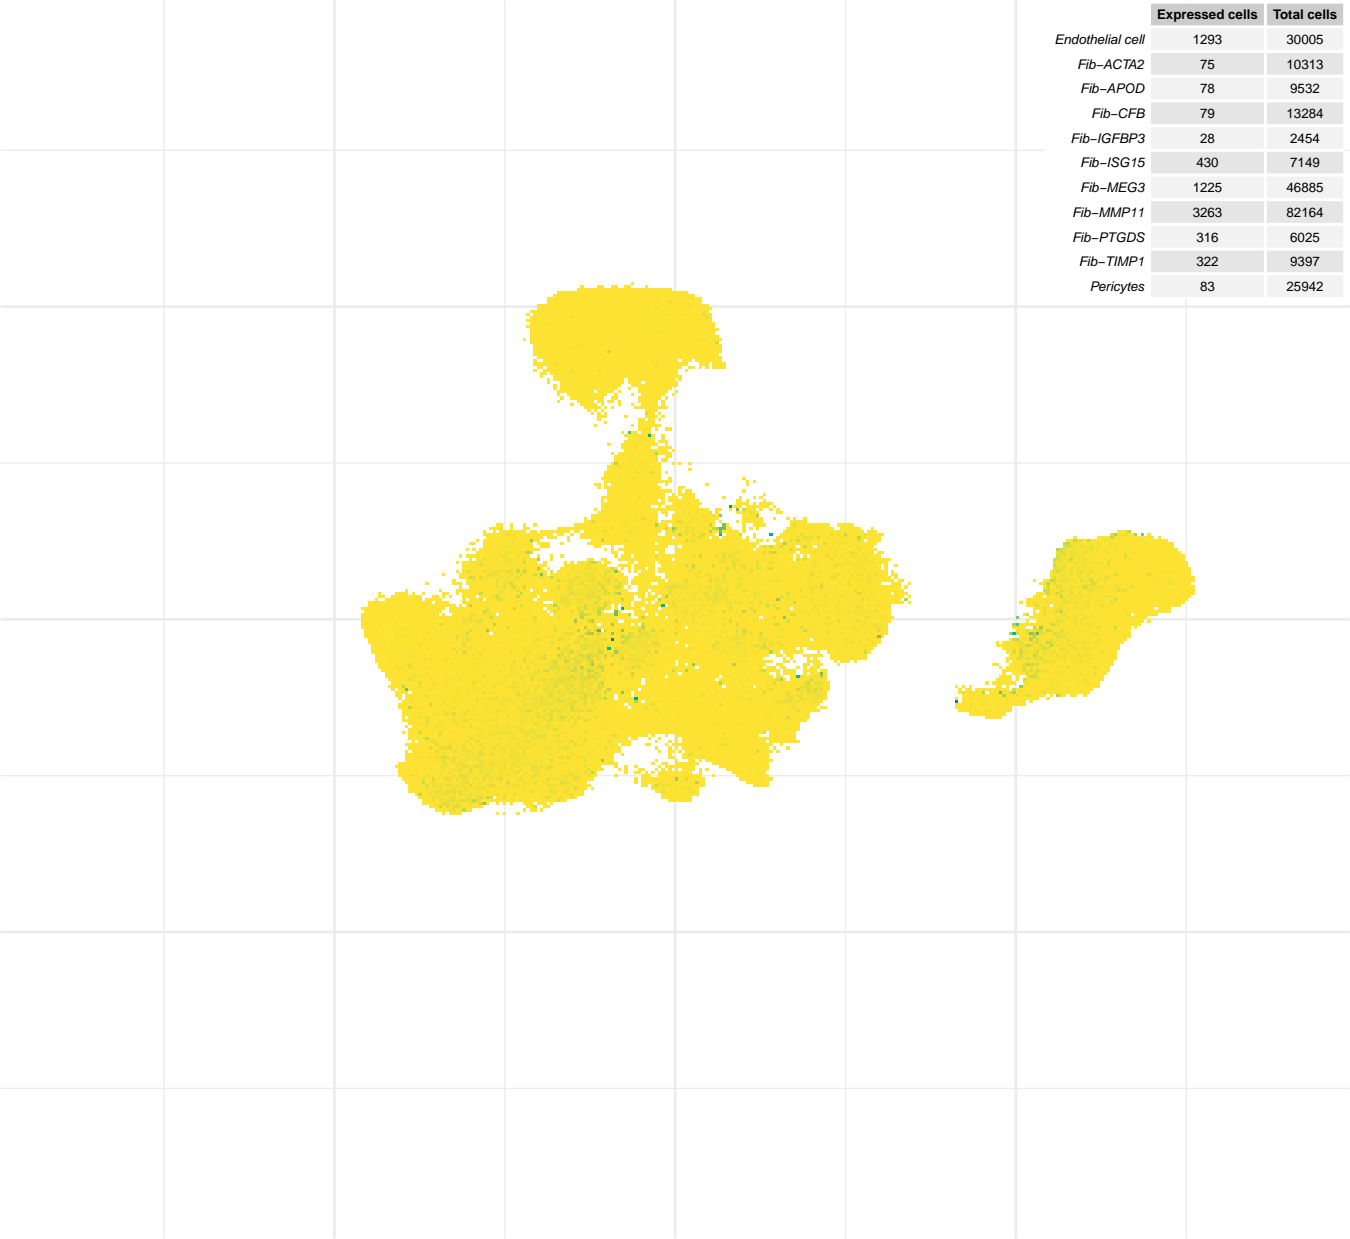 Expressed cells Total cells
Endothelial cell 1293 30005
Fib−ACTA2 75 10313
Fib−APOD 78 9532
Fib−CFB 79 13284
Fib−IGFBP3 28 2454
Fib−ISG15 430 7149
Fib−MEG3 1225 46885
Fib−MMP11 3263 82164
Fib−PTGDS 316 6025
Fib−TIMP1 322 9397
Pericytes 83 25942